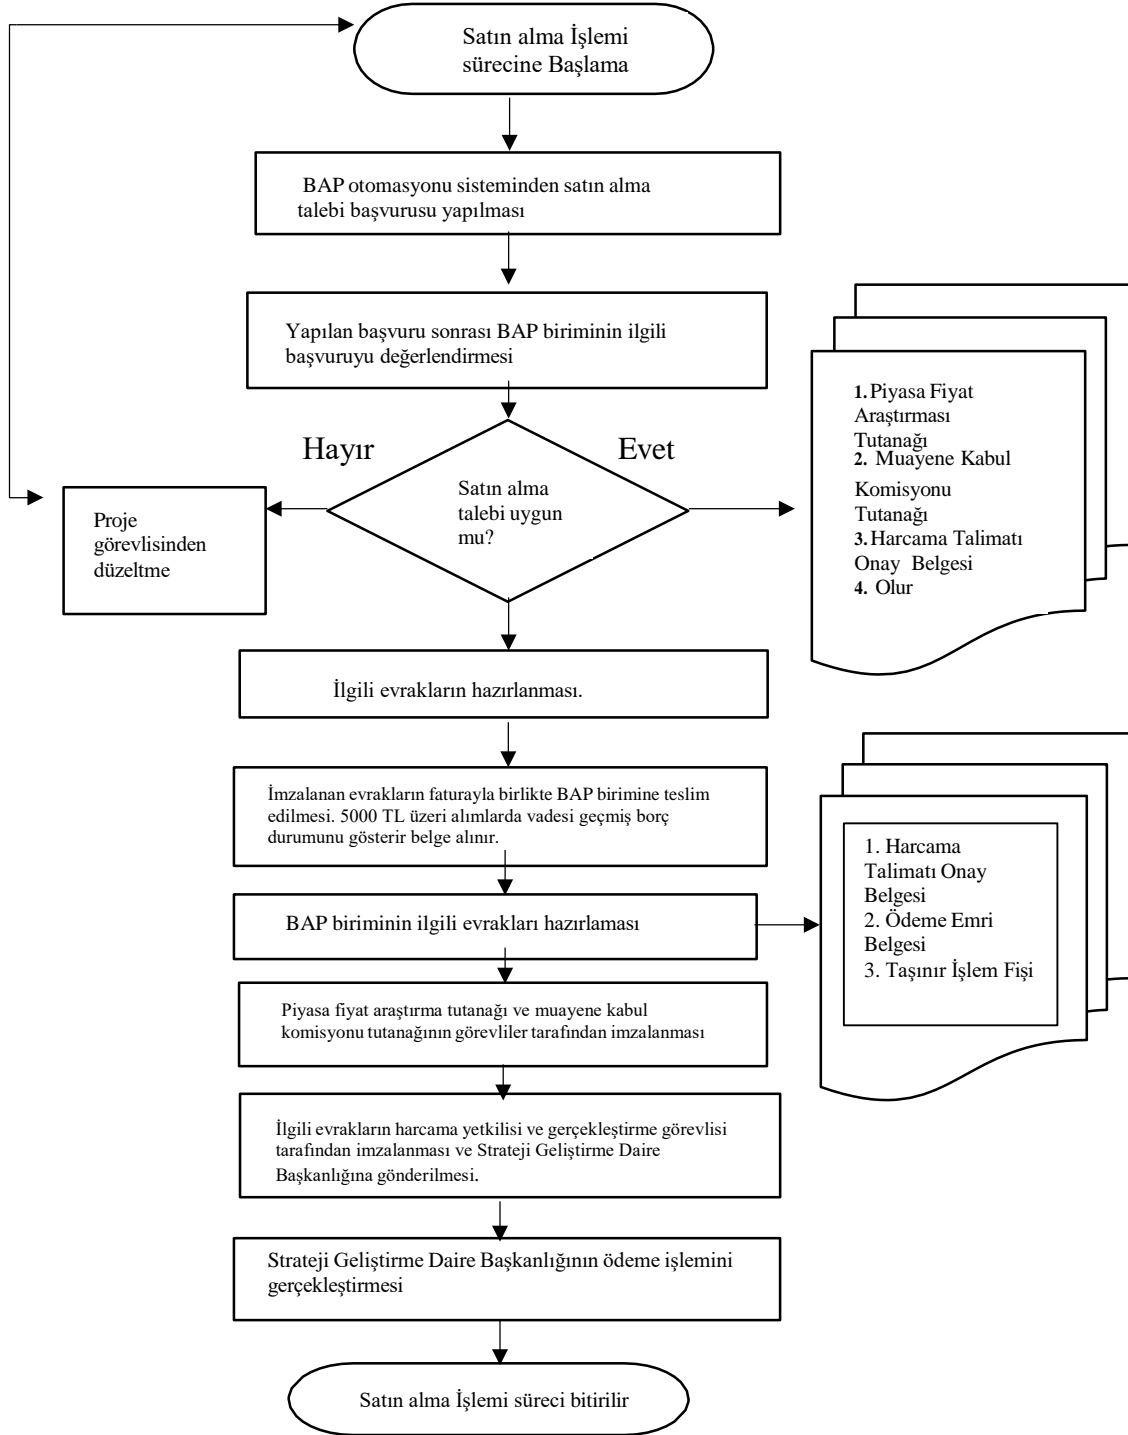 Satın alma İşlemi
sürecine Başlama
BAP otomasyonu sisteminden satın alma
talebi başvurusu yapılması
Yapılan başvuru sonrası BAP biriminin ilgili
başvuruyu değerlendirmesi
Hayır
Evet
Satın alma
talebi uygun
mu?
Proje
görevlisinden
düzeltme
1. Piyasa Fiyat
Araştırması
Tutanağı
2. Muayene Kabul
Komisyonu
Tutanağı
3. Harcama Talimatı
Onay Belgesi
4. Olur
İlgili evrakların hazırlanması.
İmzalanan evrakların faturayla birlikte BAP birimine teslim
edilmesi. 5000 TL üzeri alımlarda vadesi geçmiş borç
durumunu gösterir belge alınır.
BAP biriminin ilgili evrakları hazırlaması
1. Harcama
Talimatı Onay
Belgesi
2. Ödeme Emri
Belgesi
3. Taşınır İşlem Fişi
Piyasa fiyat araştırma tutanağı ve muayene kabul
komisyonu tutanağının görevliler tarafından imzalanması
İlgili evrakların harcama yetkilisi ve gerçekleştirme görevlisi
tarafından imzalanması ve Strateji Geliştirme Daire
Başkanlığına gönderilmesi.
Strateji Geliştirme Daire Başkanlığının ödeme işlemini
gerçekleştirmesi
Satın alma İşlemi süreci bitirilir